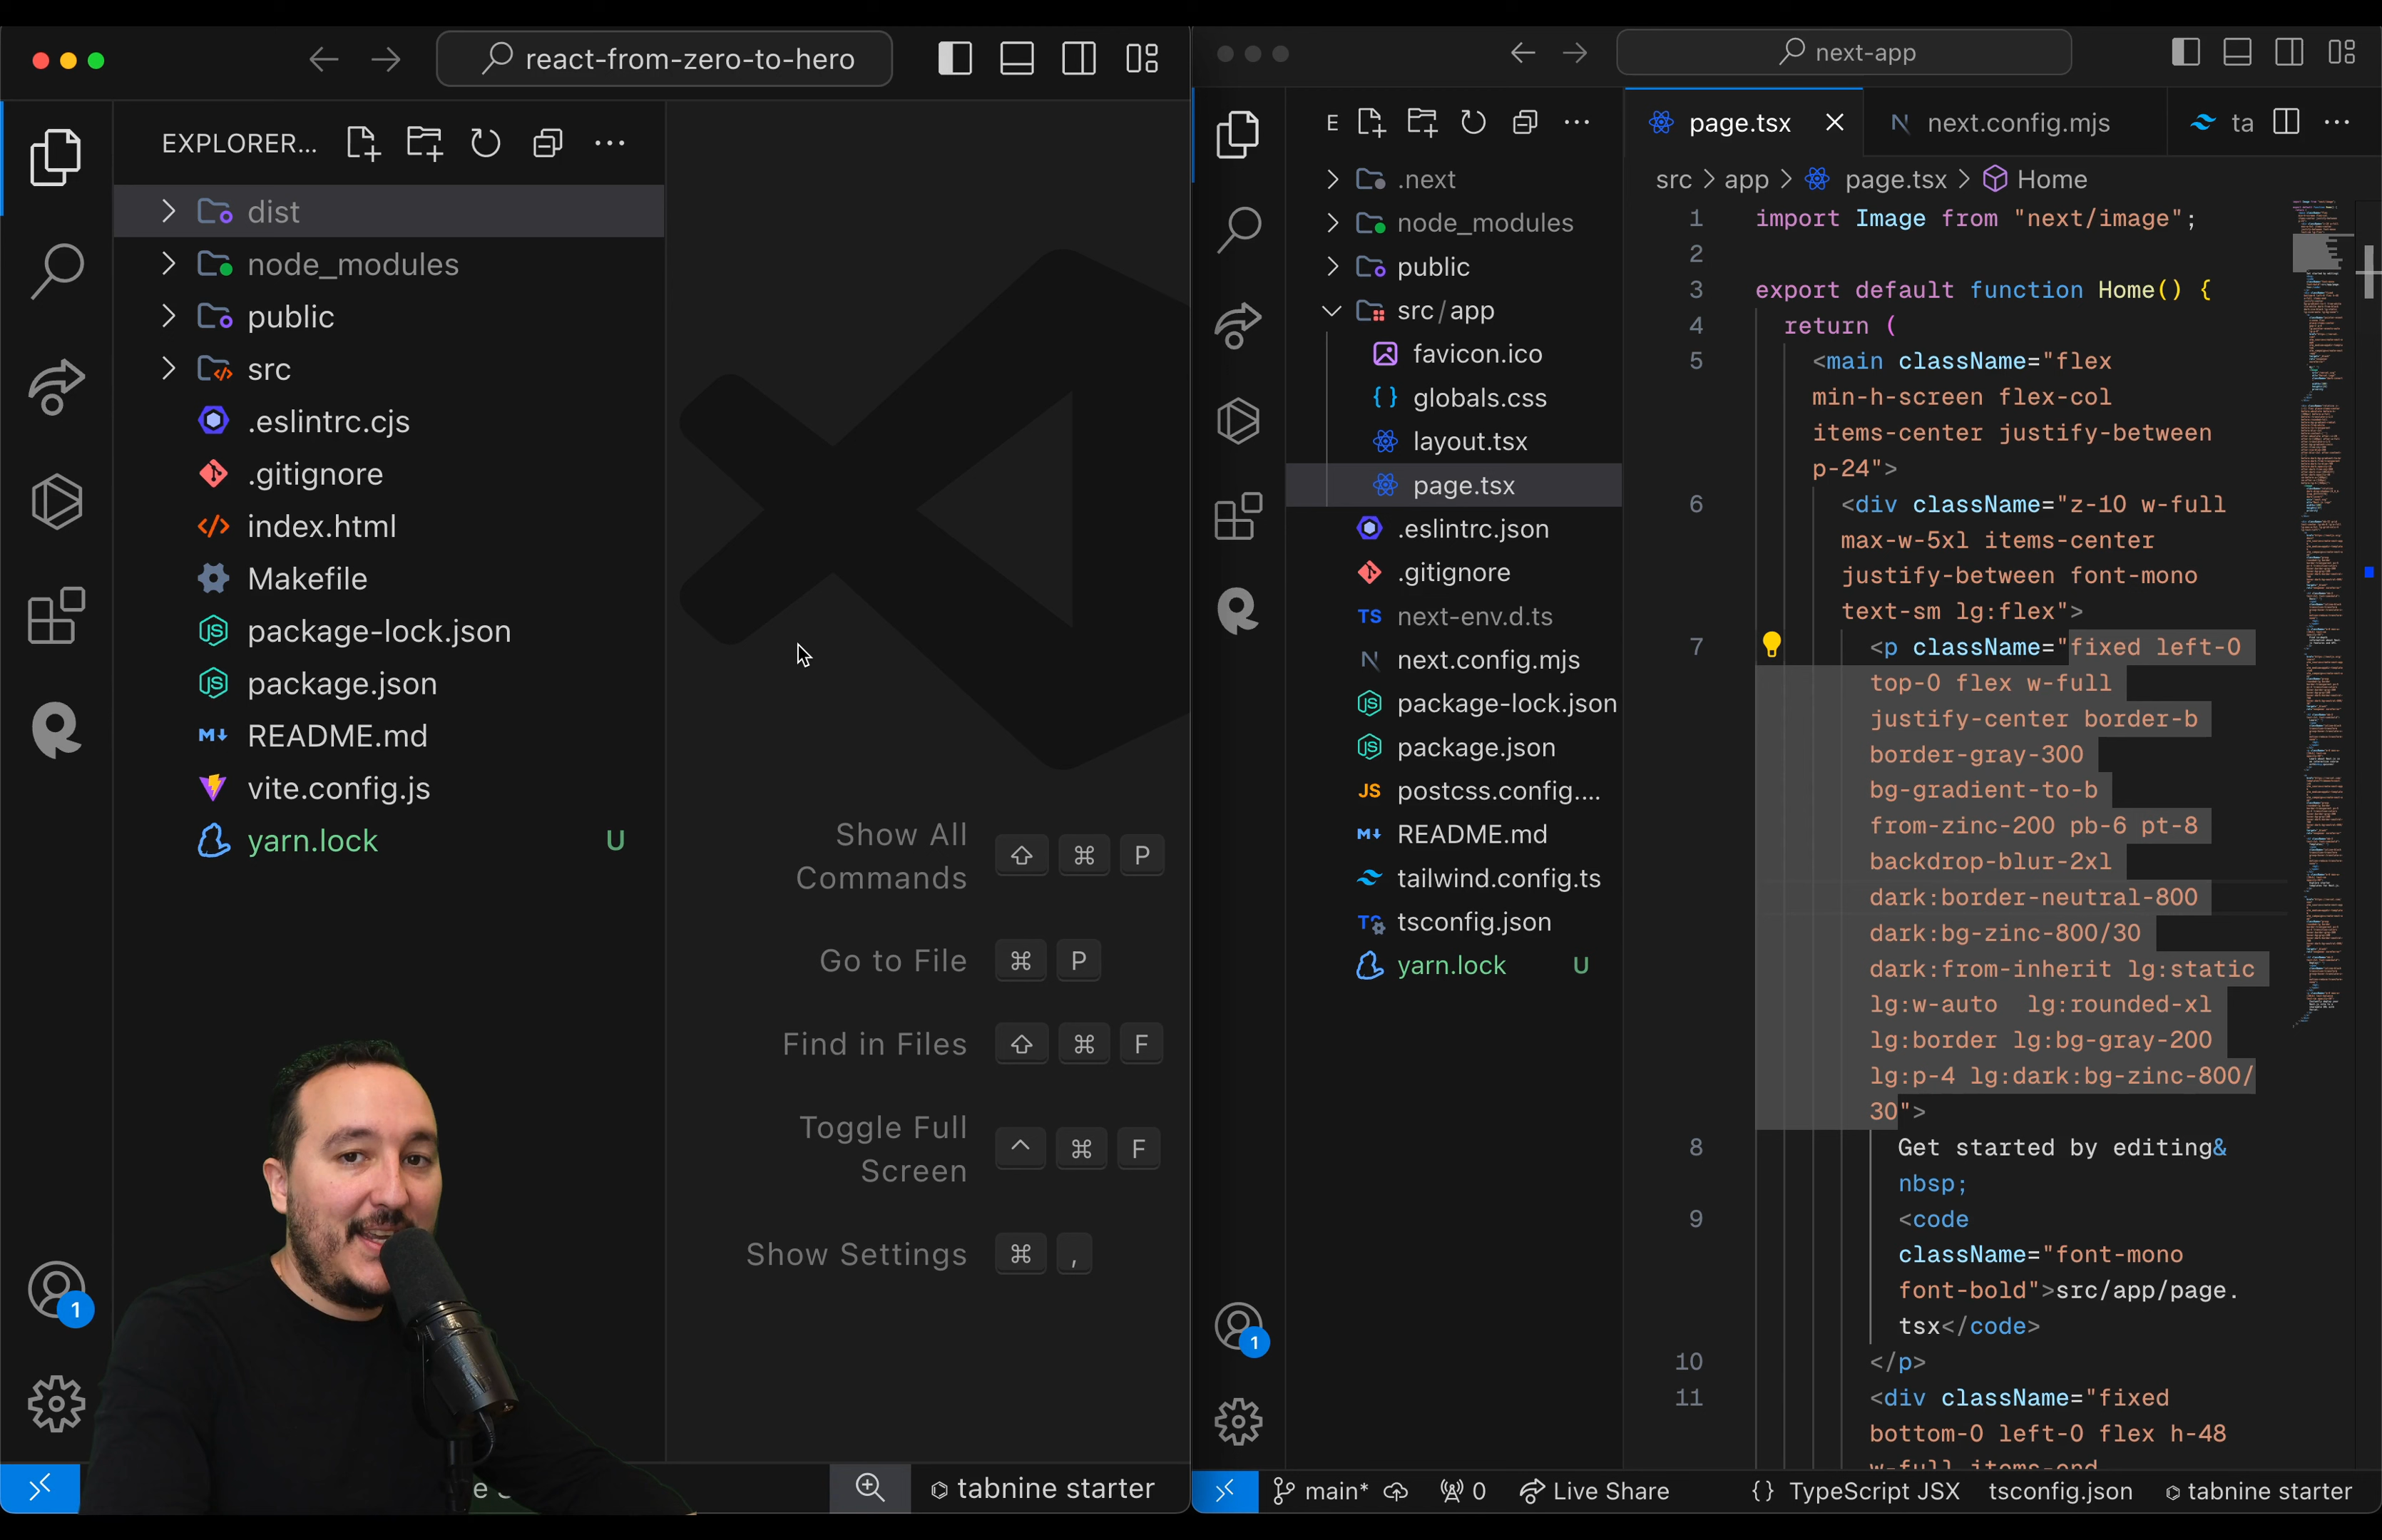 react-from-zero-to-hero
EXPLORER...
dist
node_modules
public
src
.eslintrc.cjs
.gitignore
index.html
Makefile
package-lock.json
package.json
README.md
vite.config.js
yarn.lock U
Show All
Commands ⇧ ⌘ P
Go to File ⌘ P
Find in Files ⇧ ⌘ F
Toggle Full
Screen ^ ⌘ F
Show Settings ⌘ ,
1
tabnine starter
next-app
E
.next
node_modules
public
src/app
favicon.ico
globals.css
layout.tsx
page.tsx
.eslintrc.json
.gitignore
next-env.d.ts
next.config.mjs
package-lock.json
package.json
postcss.config....
README.md
tailwind.config.ts
tsconfig.json
yarn.lock U
1
page.tsx next.config.mjs ta
src > app > page.tsx > Home
1 import Image from "next/image";
2
3 export default function Home() {
4 return (
5 <main className="flex
min-h-screen flex-col
items-center justify-between
p-24">
6 <div className="z-10 w-full
max-w-5xl items-center
justify-between font-mono
text-sm lg:flex">
7 <p className="fixed left-0
top-0 flex w-full
justify-center border-b
border-gray-300
bg-gradient-to-b
from-zinc-200 pb-6 pt-8
backdrop-blur-2xl
dark:border-neutral-800
dark:bg-zinc-800/30
dark:from-inherit lg:static
lg:w-auto  lg:rounded-xl
lg:border lg:bg-gray-200
lg:p-4 lg:dark:bg-zinc-800/
30">
8 Get started by editing&
nbsp;
9 <code
className="font-mono
font-bold">src/app/page.
tsx</code>
10 </p>
11 <div className="fixed
bottom-0 left-0 flex h-48
w-full items-end
main* 0 Live Share {} TypeScript JSX tsconfig.json tabnine starter